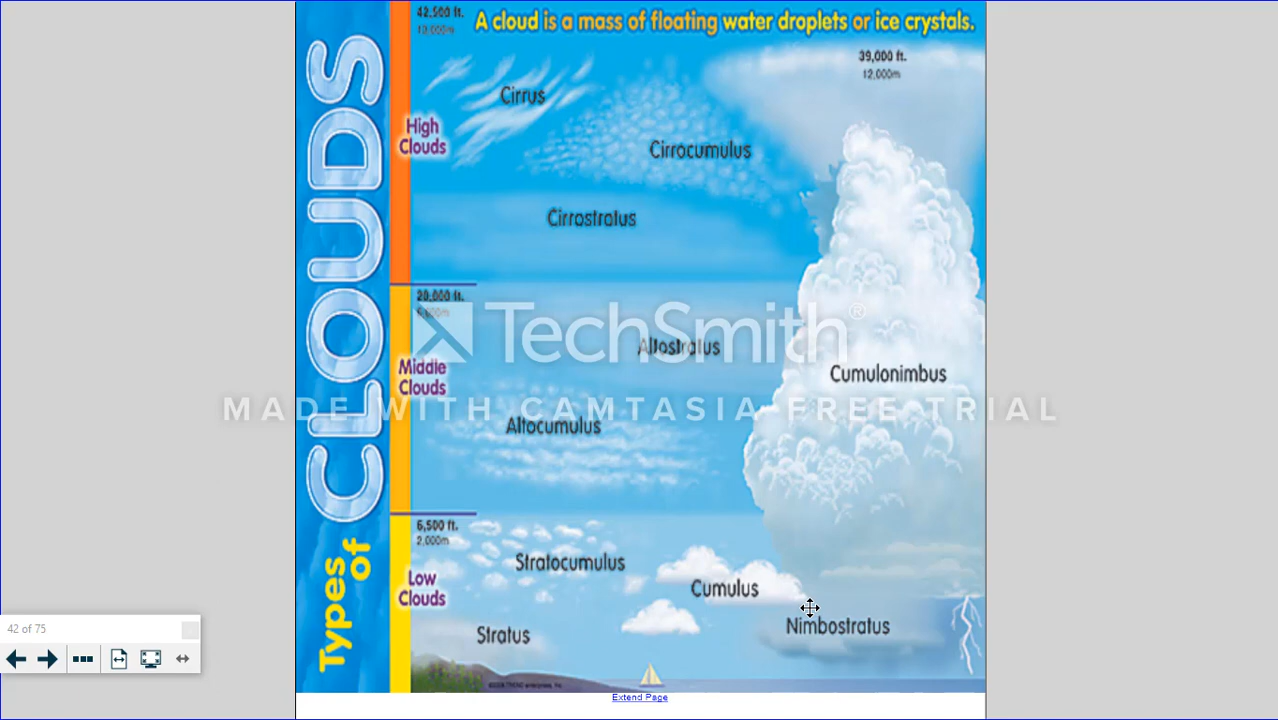 42,500 ft.
A cloud is a mass of floating water droplets or ice crystals.
39,000 ft.
12,000m
Cirrus
High
Clouds
Cirrocumulus
Cirrostratus
20,000 ft.
TechSmith®
Altostratus
Middle
Clouds
Cumulonimbus
MADE WITH CAMTASIA FREE TRIAL
Altocumulus
6,500 ft.
2,000m
Stratocumulus
Low
Clouds
Cumulus
Nimbostratus
Stratus
Types of CLOUDS
42 of 75
Extend Page